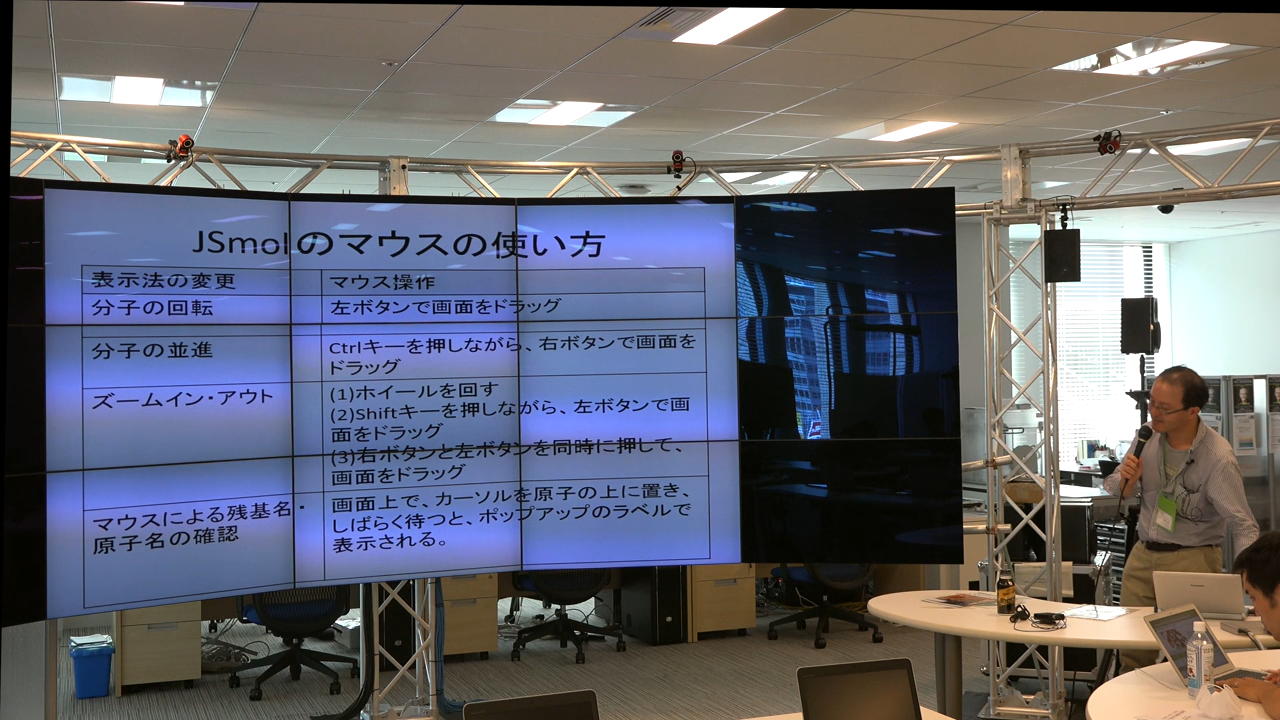 JSmolのマウスの使い方
表示法の変更 マウス操作
分子の回転 左ボタンで画面をドラッグ
分子の並進 Ctrlキーを押しながら、右ボタンで画面を
ドラッグ
ズームイン・アウト (1)ホイールを回す
(2)Shiftキーを押しながら、左ボタンで画
面をドラッグ
(3)右ボタンと左ボタンを同時に押して、
画面をドラッグ
マウスによる残基名・
原子名の確認
画面上で、カーソルを原子の上に置き、
しばらく待つと、ポップアップのラベルで
表示される。